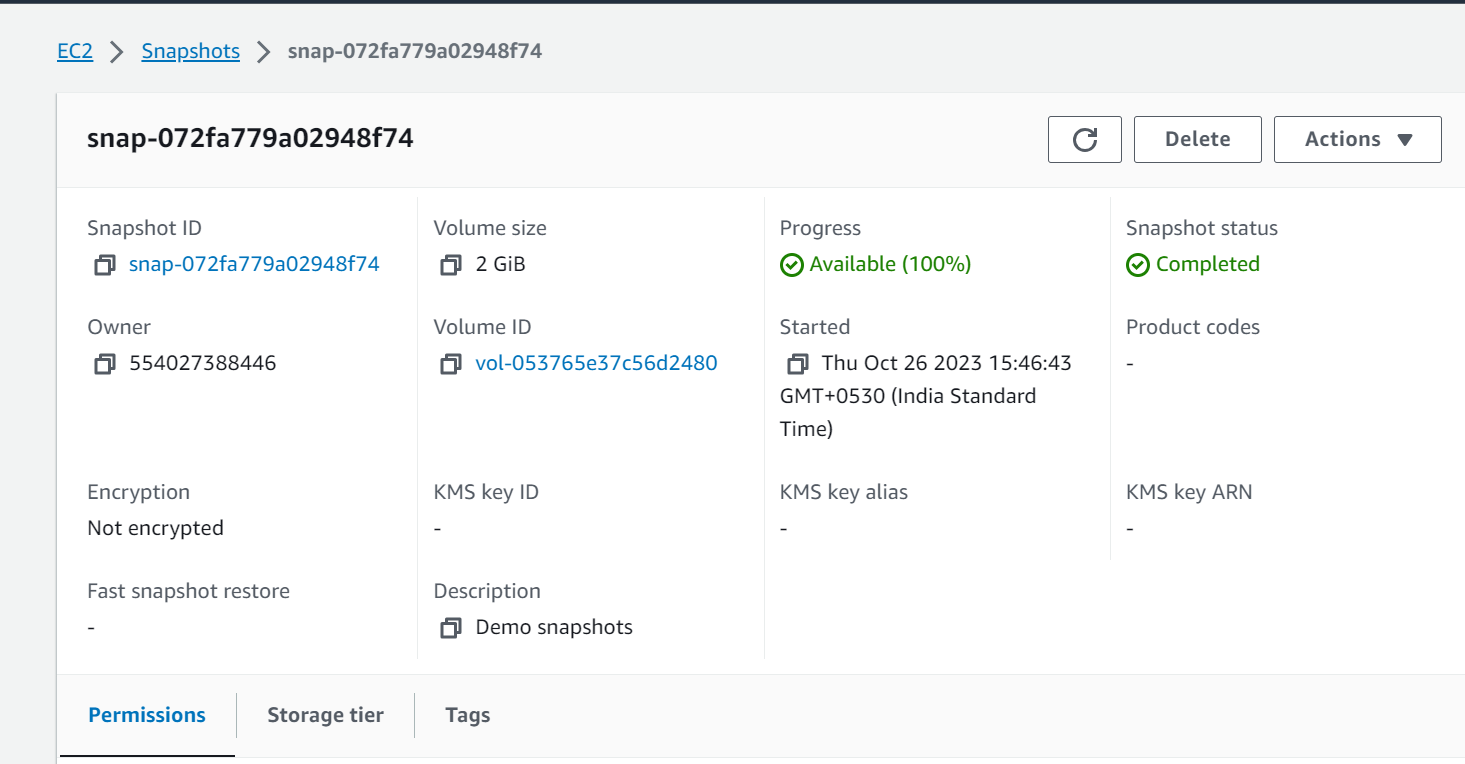 EC2 > Snapshots > snap-072fa779a02948f74
snap-072fa779a02948f74
Delete
Actions
Snapshot ID
snap-072fa779a02948f74
Volume size
2 GiB
Progress
Available (100%)
Snapshot status
Completed
Owner
554027388446
Volume ID
vol-053765e37c56d2480
Started
Thu Oct 26 2023 15:46:43
GMT+0530 (India Standard
Time)
Product codes
-
Encryption
Not encrypted
KMS key ID
-
KMS key alias
-
KMS key ARN
-
Fast snapshot restore
-
Description
Demo snapshots
Permissions
Storage tier
Tags